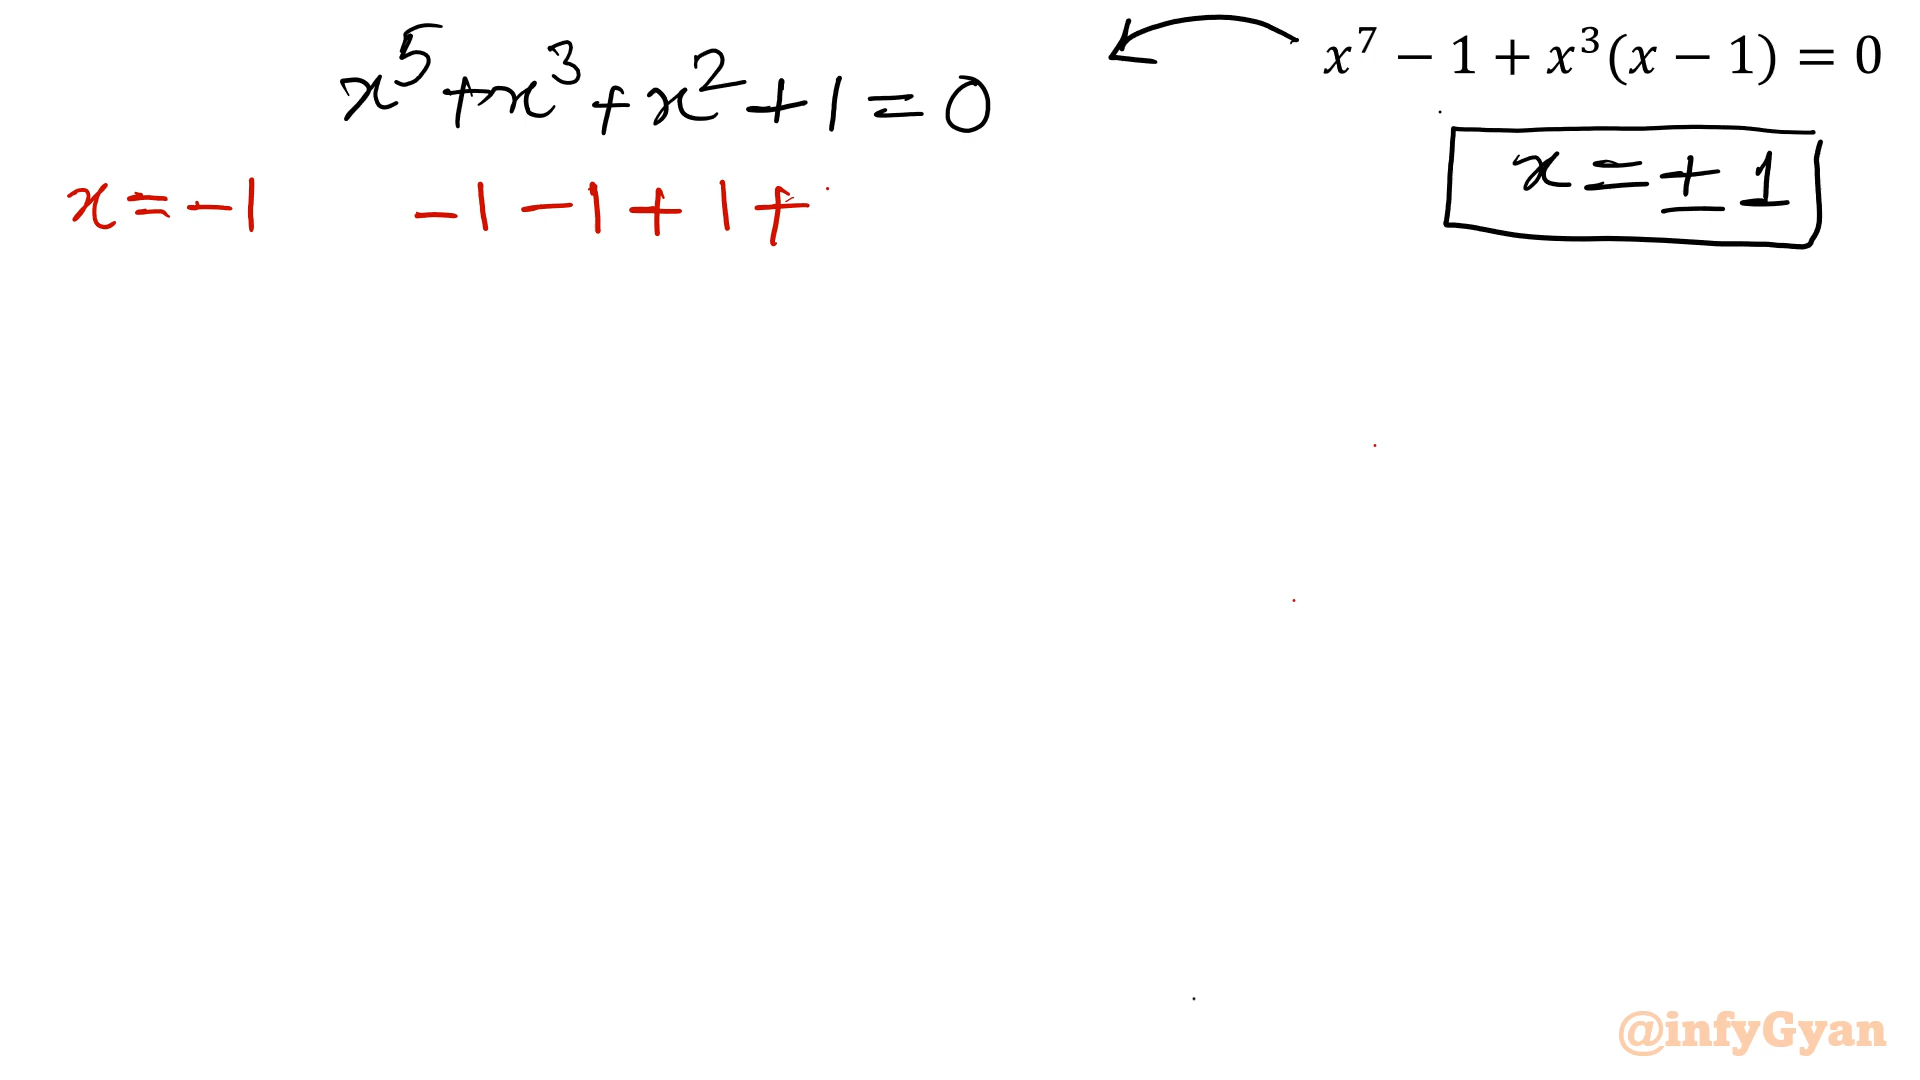 x⁵ + x³ + x² + 1 = 0
x⁷ − 1 + x³(x − 1) = 0
x = ± 1
x = −1    −1 −1 + 1 +
@infyGyan